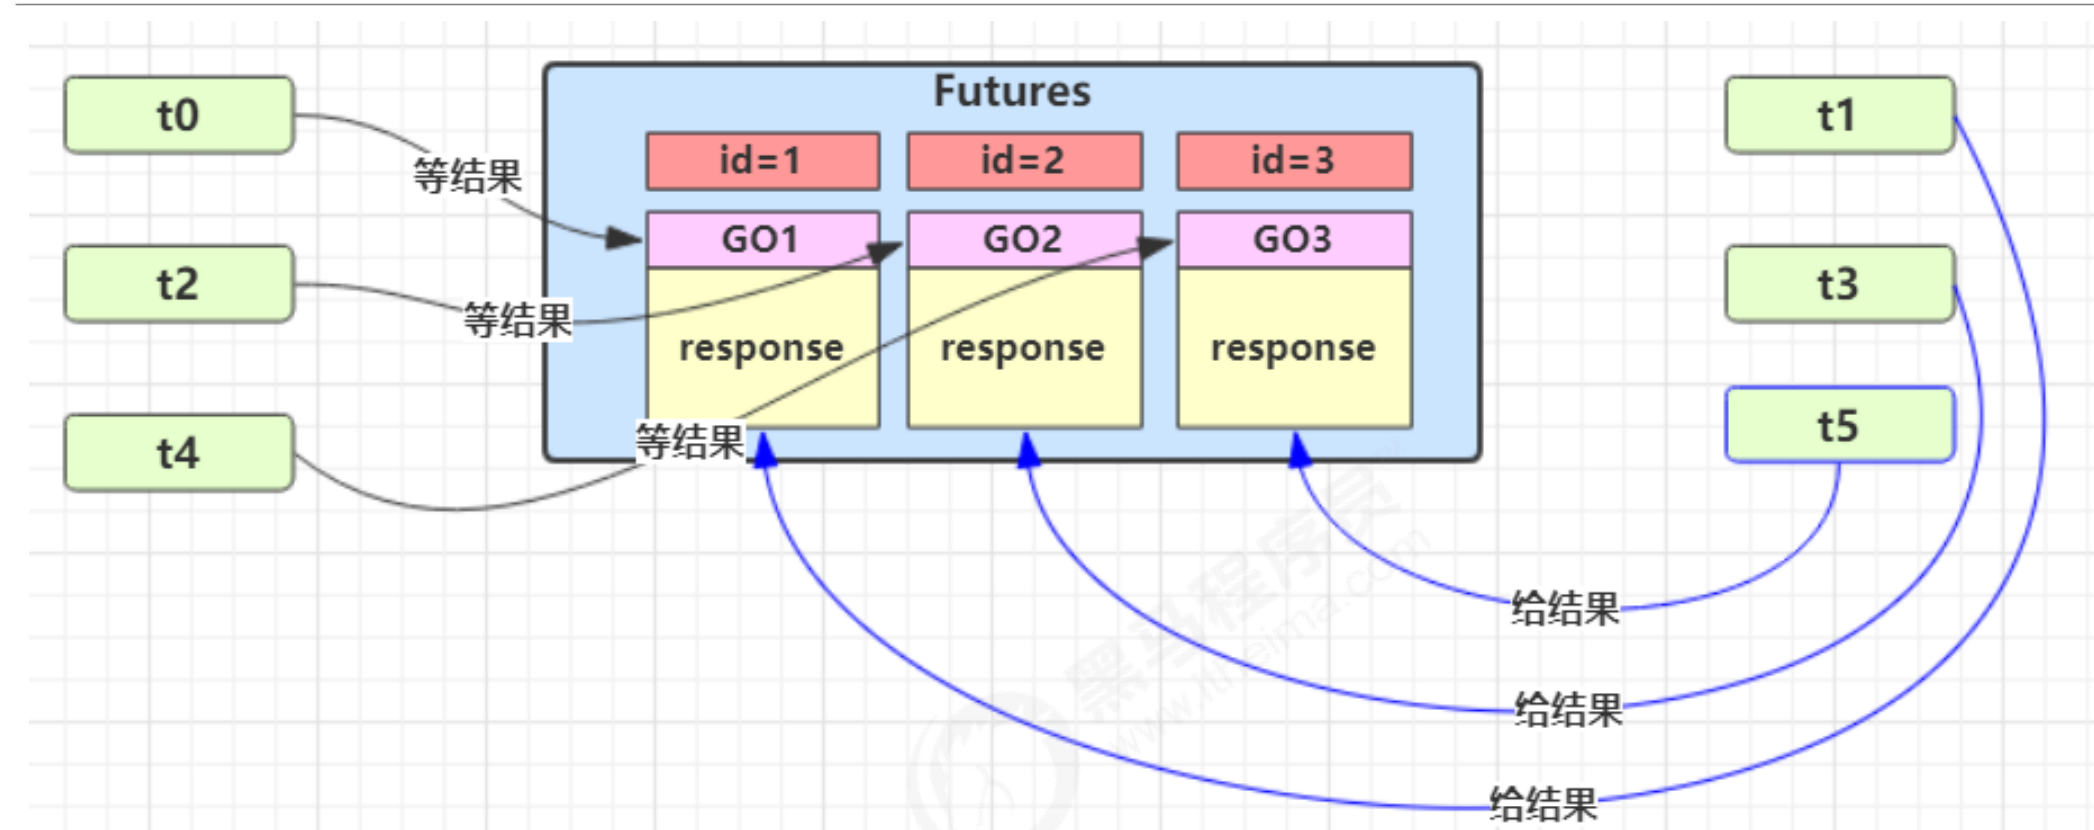 Futures
t0
t2
t4
等结果
等结果
等结果
id=1
id=2
id=3
GO1
GO2
GO3
response
response
response
t1
t3
t5
给结果
给结果
给结果
黑马程序员
www.itheima.com